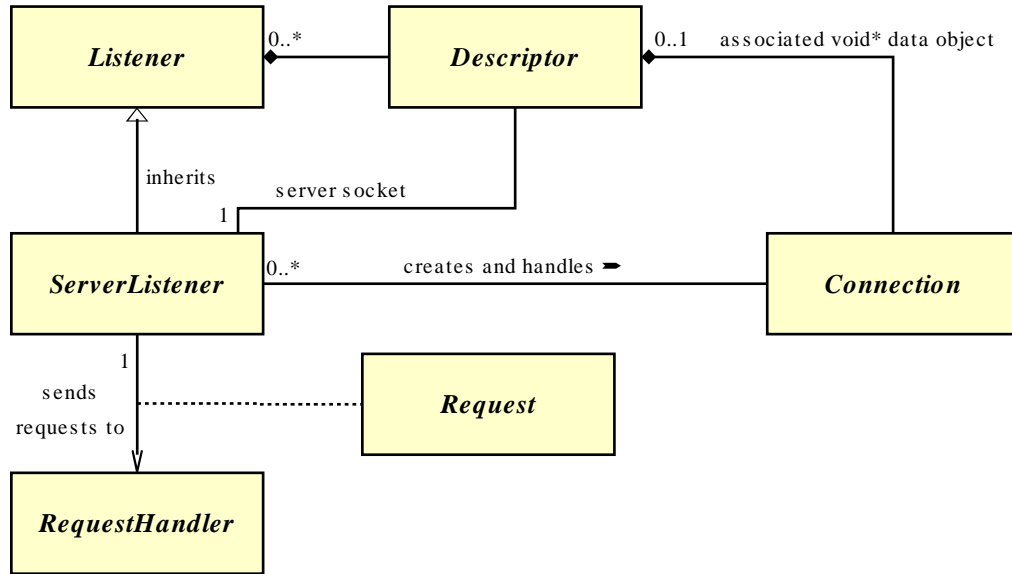 Listener
0..*
Descriptor
0..1
associated void* data object
inherits
server socket
1
ServerListener
0..*
creates and handles
Connection
1
sends
requests to
Request
RequestHandler